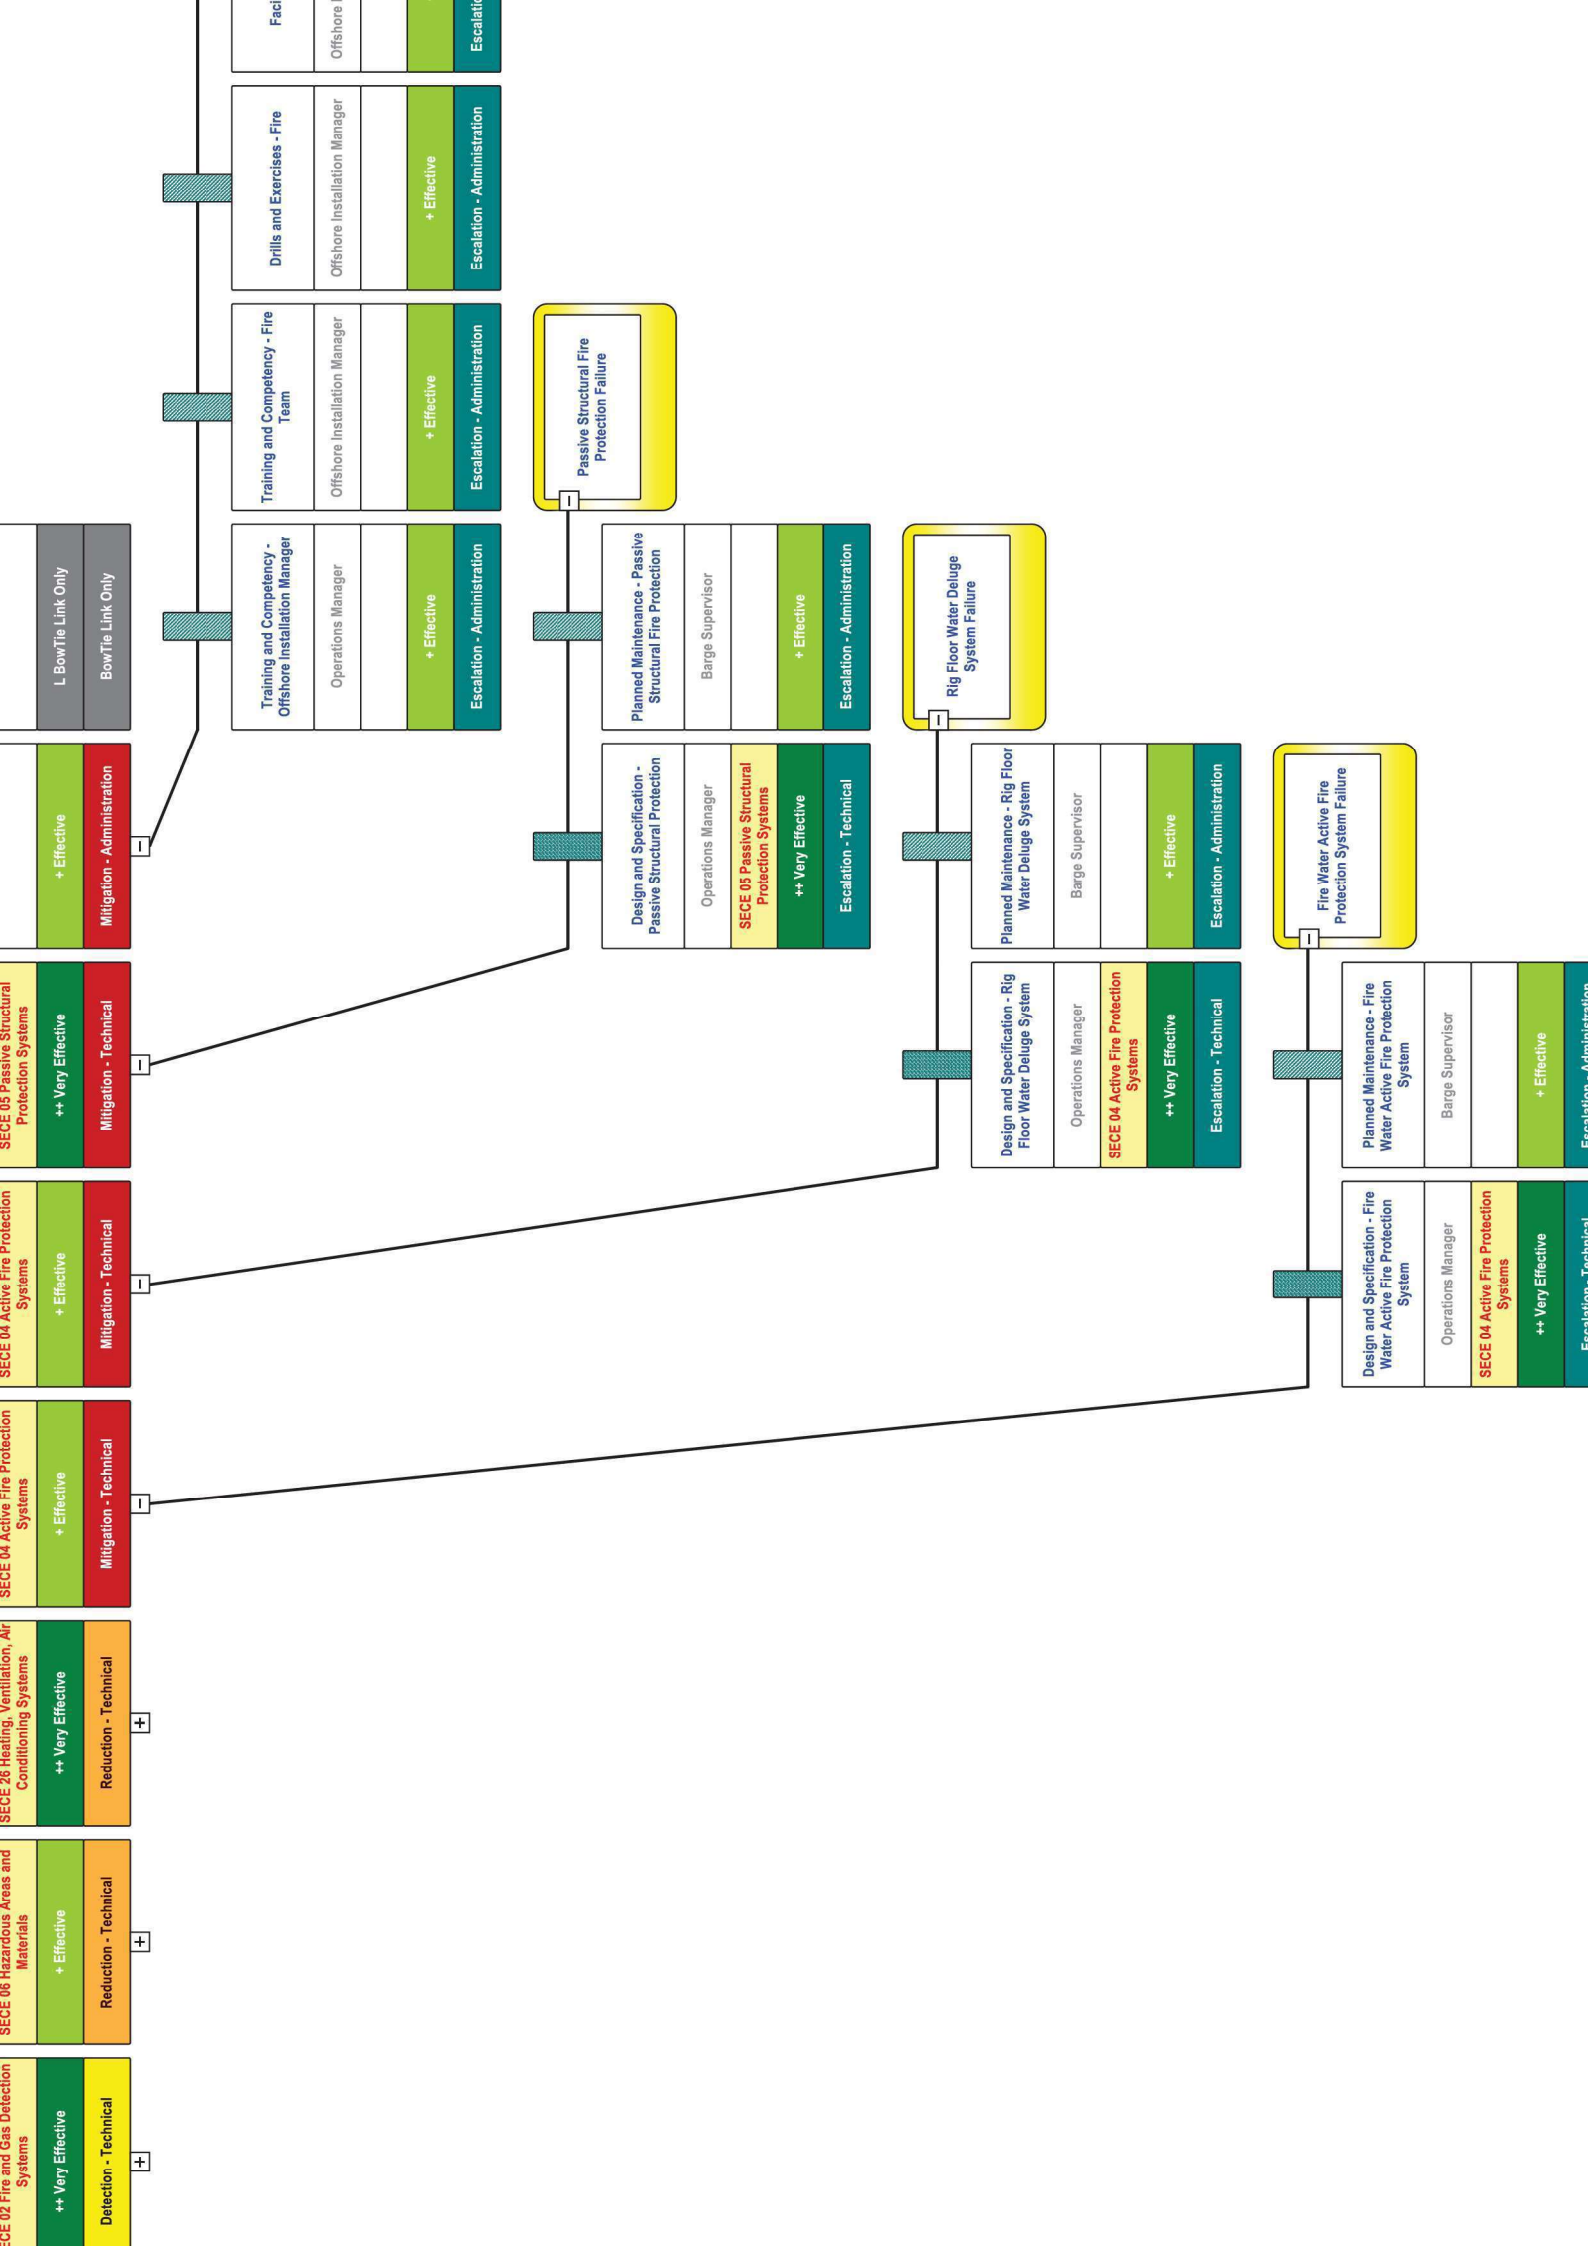 ECE 02 Fire and Gas Detection
Systems
++ Very Effective
Detection - Technical
SECE 06 Hazardous Areas and
Materials
+ Effective
Reduction - Technical
SECE 26 Heating, Ventilation, Air
Conditioning Systems
++ Very Effective
Reduction - Technical
SECE 04 Active Fire Protection
Systems
+ Effective
Mitigation - Technical
SECE 04 Active Fire Protection
Systems
+ Effective
Mitigation - Technical
SECE 05 Passive Structural
Protection Systems
++ Very Effective
Mitigation - Technical
+ Effective
Mitigation - Administration
L BowTie Link Only
BowTie Link Only
Training and Competency -
Offshore Installation Manager
Operations Manager
+ Effective
Escalation - Administration
Training and Competency - Fire
Team
Offshore Installation Manager
+ Effective
Escalation - Administration
Drills and Exercises - Fire
Offshore Installation Manager
+ Effective
Escalation - Administration
Faci
Offshore
Escalati
Design and Specification -
Passive Structural Protection
Operations Manager
SECE 05 Passive Structural
Protection Systems
++ Very Effective
Escalation - Technical
Planned Maintenance - Passive
Structural Fire Protection
Barge Supervisor
+ Effective
Escalation - Administration
Passive Structural Fire
Protection Failure
Design and Specification - Rig
Floor Water Deluge System
Operations Manager
SECE 04 Active Fire Protection
Systems
++ Very Effective
Escalation - Technical
Planned Maintenance - Rig Floor
Water Deluge System
Barge Supervisor
+ Effective
Escalation - Administration
Rig Floor Water Deluge
System Failure
Design and Specification - Fire
Water Active Fire Protection
System
Operations Manager
SECE 04 Active Fire Protection
Systems
++ Very Effective
Escalation - Technical
Planned Maintenance - Fire
Water Active Fire Protection
System
Barge Supervisor
+ Effective
Escalation - Administration
Fire Water Active Fire
Protection System Failure